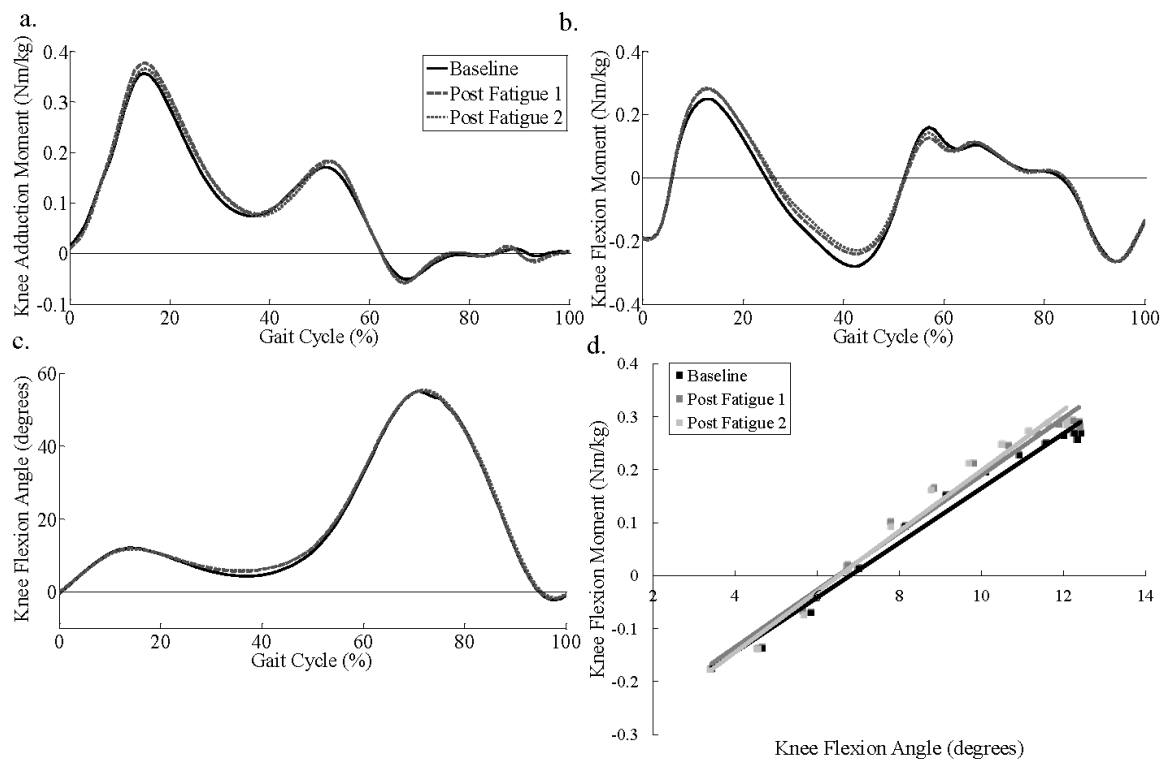 a.
Knee Adduction Moment (Nm/kg)
0.4
0.3
0.2
0.1
0
-0.1
0 20 40 60 80 100
Gait Cycle (%)
Baseline
Post Fatigue 1
Post Fatigue 2
b.
Knee Flexion Moment (Nm/kg)
0.4
0.2
0
-0.2
-0.4
0 20 40 60 80 100
Gait Cycle (%)
c.
Knee Flexion Angle (degrees)
60
40
20
0
0 20 40 60 80 100
Gait Cycle (%)
d.
Baseline
Post Fatigue 1
Post Fatigue 2
Knee Flexion Moment (Nm/kg)
0.4
0.3
0.2
0.1
0
-0.1
-0.2
-0.3
2 4 6 8 10 12 14
Knee Flexion Angle (degrees)